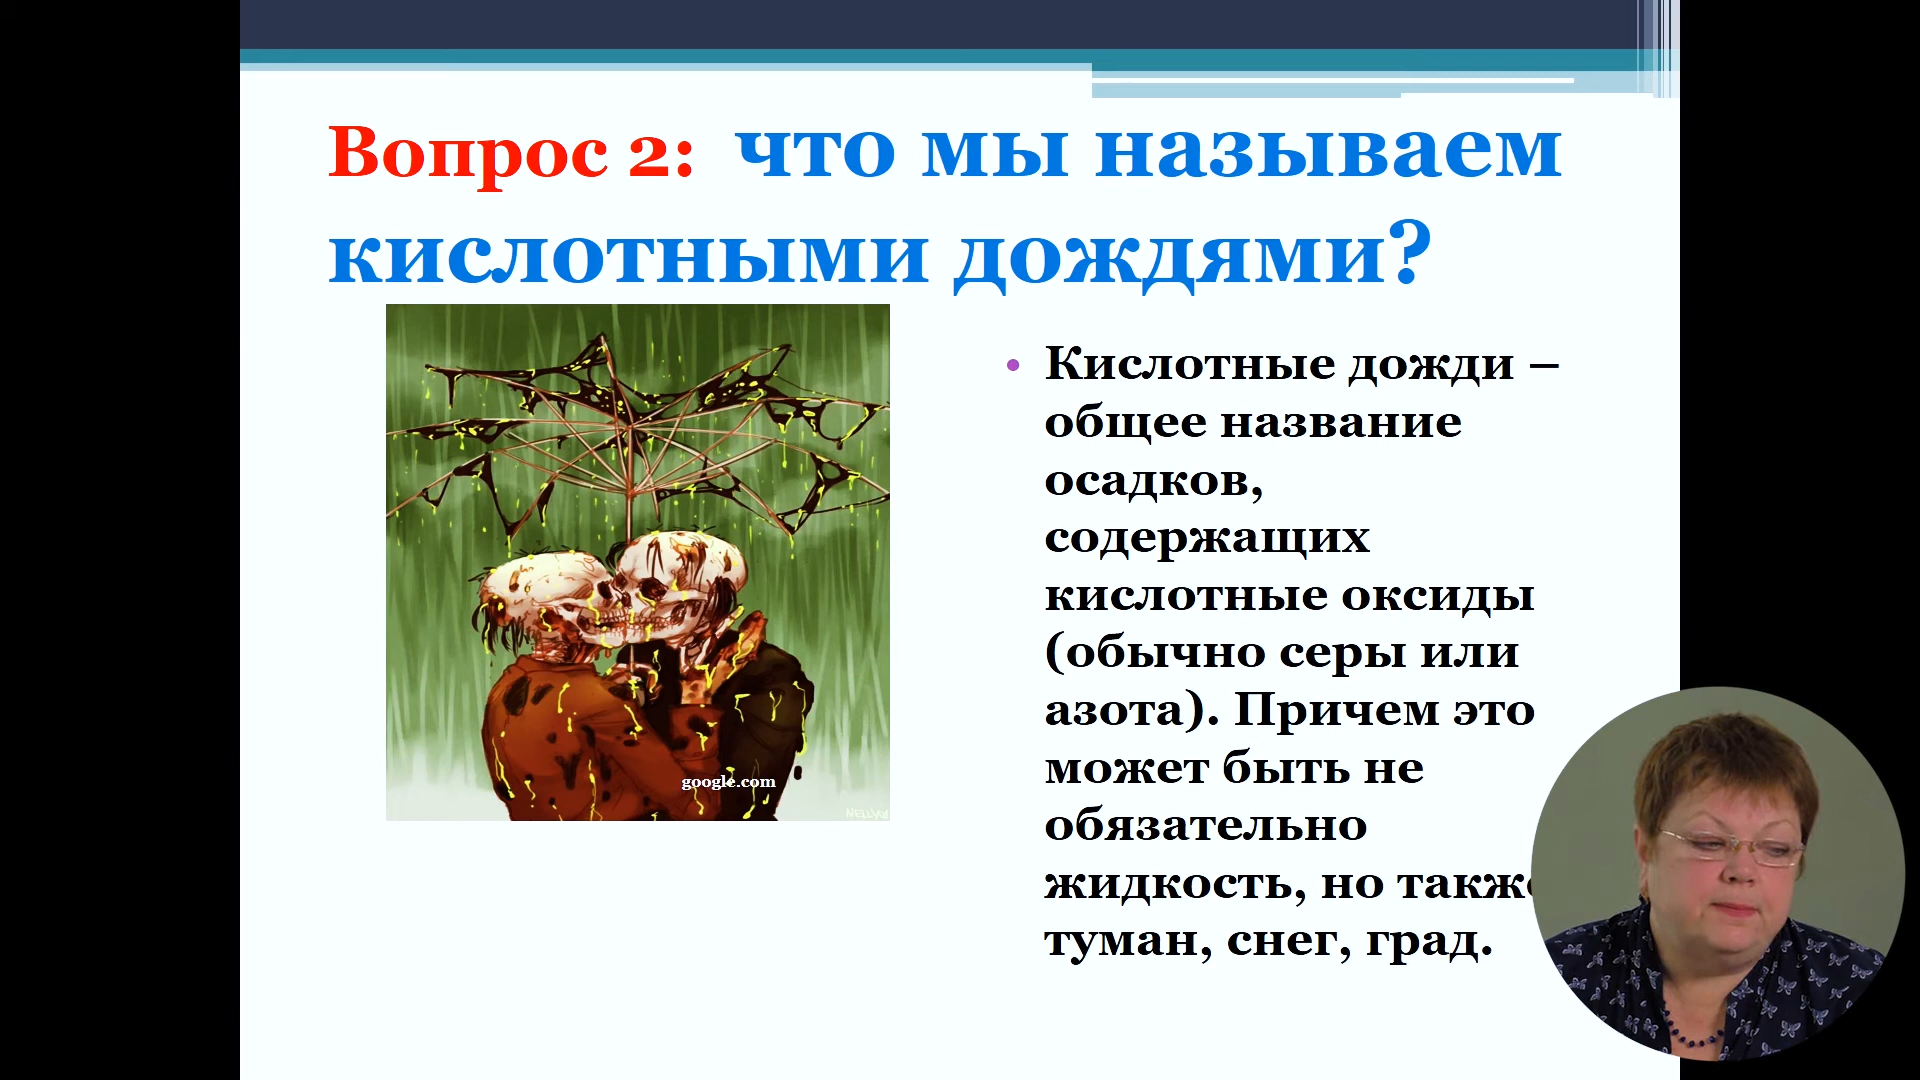 Вопрос 2: что мы называем
кислотными дождями?
Кислотные дожди –
общее название
осадков,
содержащих
кислотные оксиды
(обычно серы или
азота). Причем это
может быть не
обязательно
жидкость, но также
туман, снег, град.
google.com